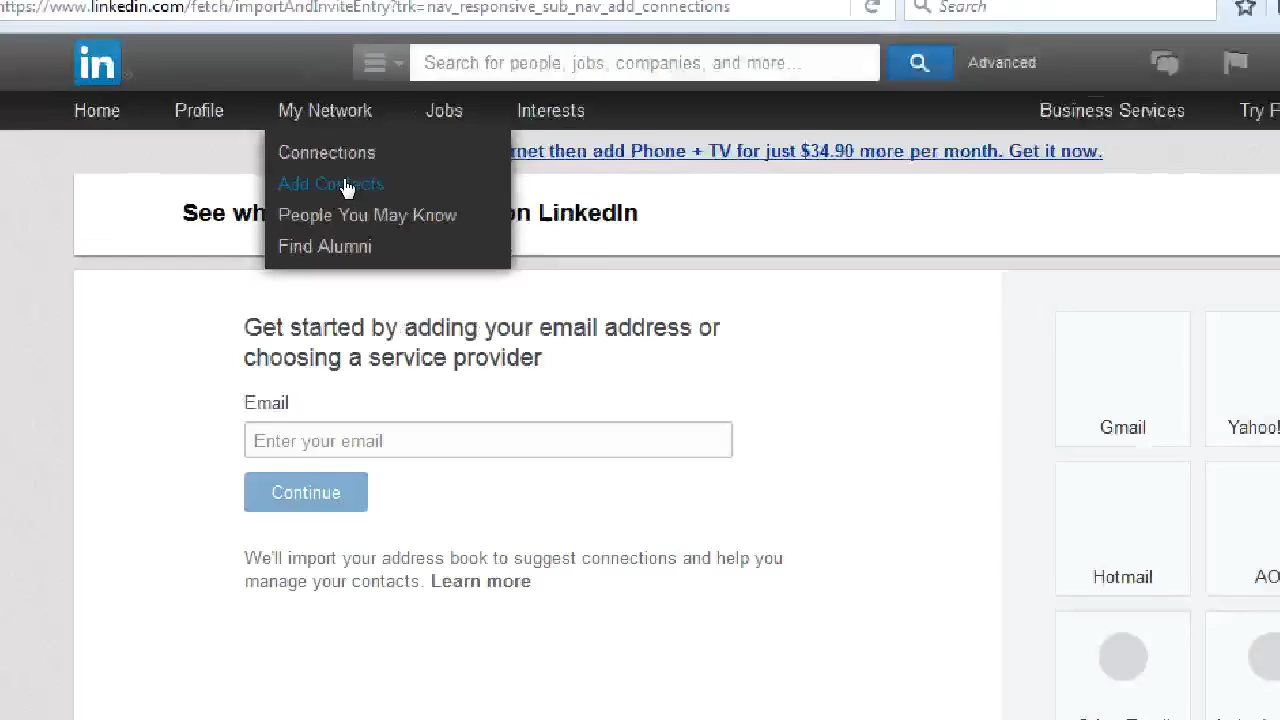 https://www.linkedin.com/fetch/importAndInviteEntry?trk=nav_responsive_sub_nav_add_connections
Search
in
Search for people, jobs, companies, and more...
Advanced
Home Profile My Network Jobs Interests Business Services Try
Connections
then add Phone + TV for just $34.90 more per month. Get it now.
Add Contacts
People You May Know
See on LinkedIn
Find Alumni
Get started by adding your email address or
choosing a service provider
Email
Enter your email
Continue
We'll import your address book to suggest connections and help you
manage your contacts. Learn more
Gmail
Yahoo!
Hotmail